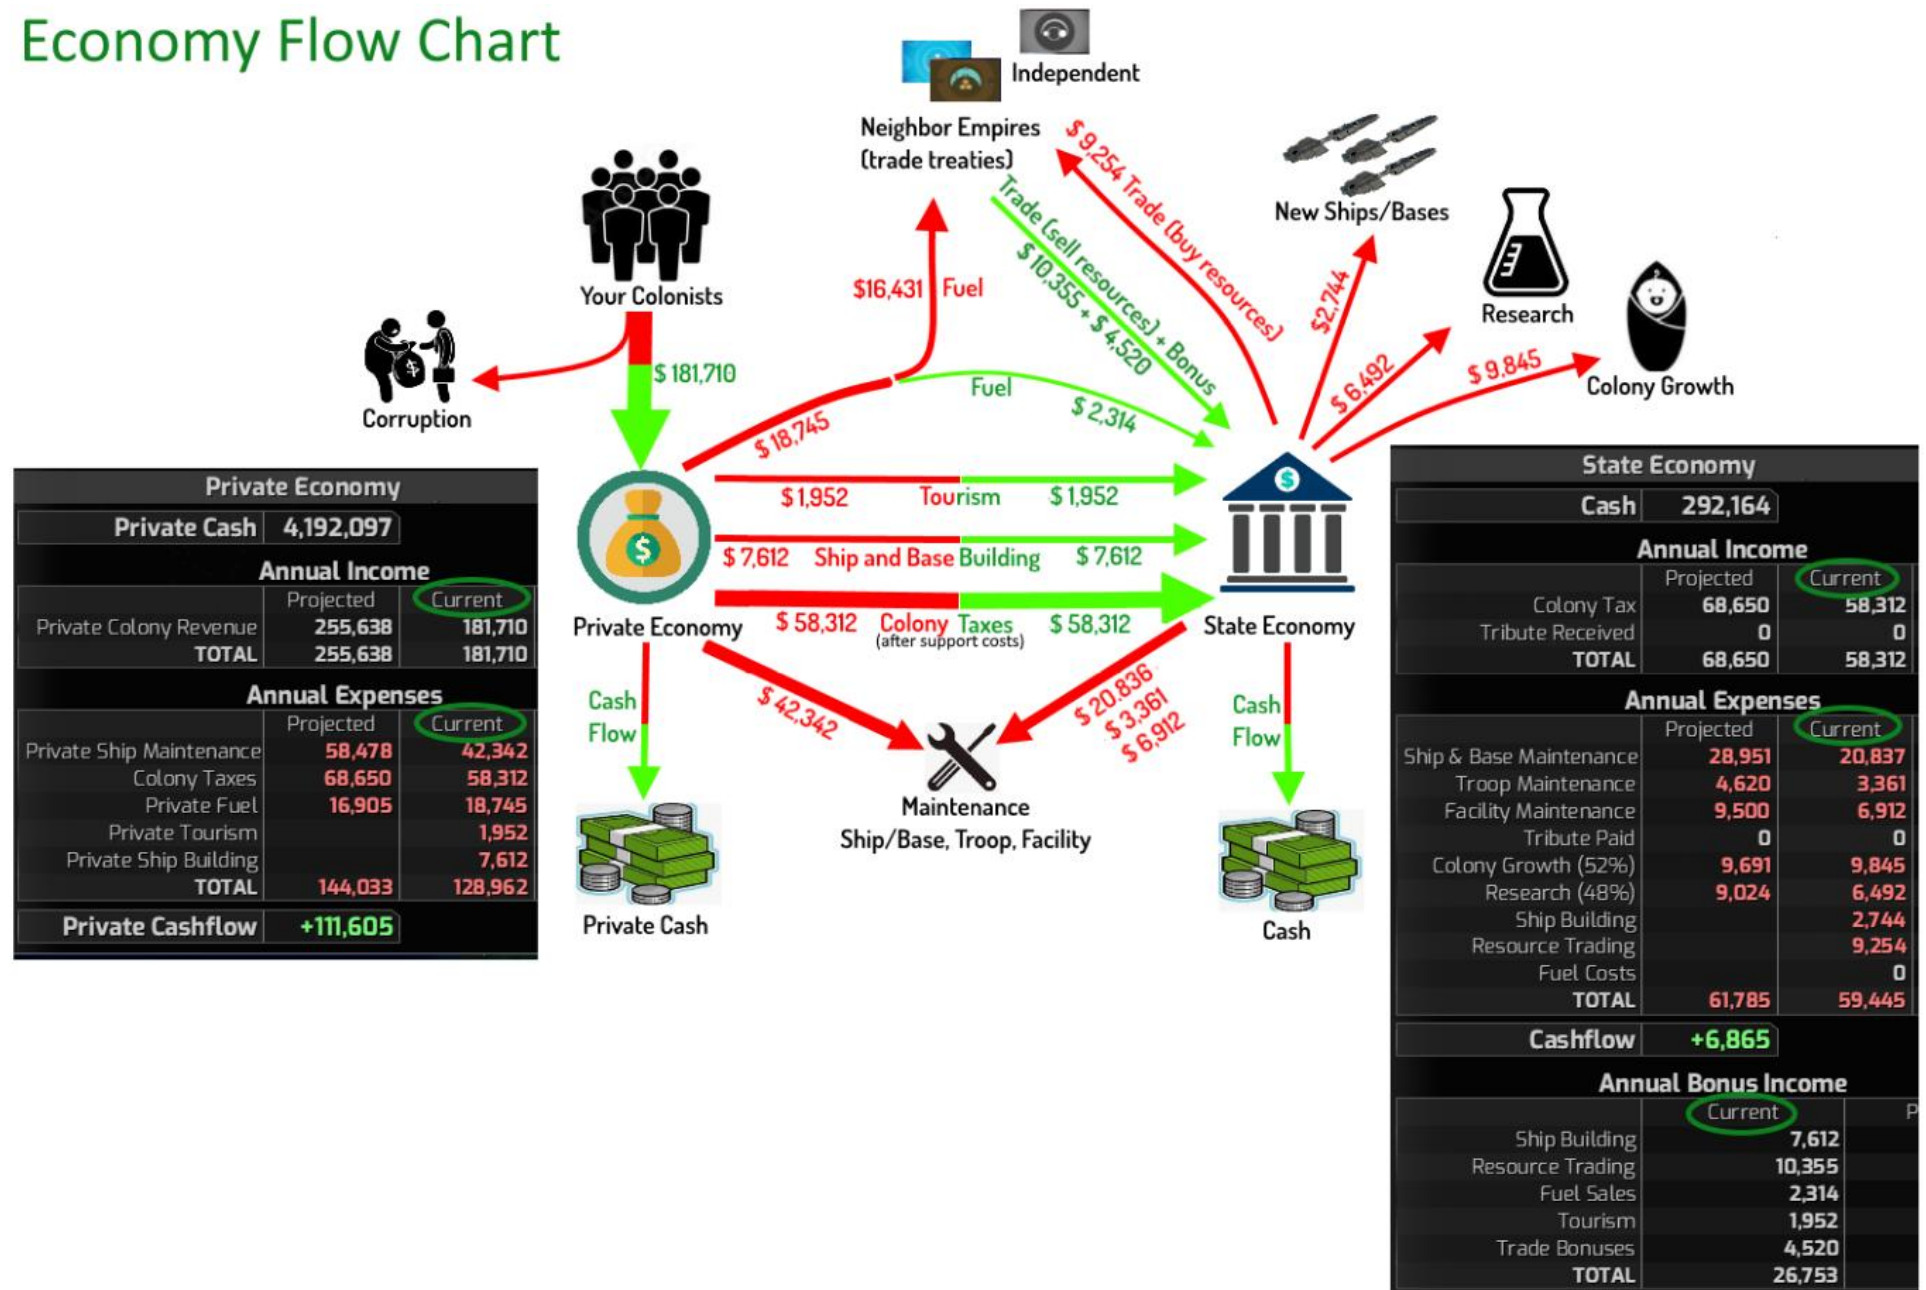 Economy Flow Chart
Independent
Neighbor Empires
(trade treaties)
$ 9,254 Trade (buy resources)
Trade (sell resources) + Bonus
$ 10,355 + $ 4,520
New Ships/Bases
$2,744
Research
$ 6,492
Colony Growth
$ 9,845
Your Colonists
$ 181,710
Corruption
$16,431 Fuel
Fuel
$ 2,314
$ 18,745
$ 1,952 Tourism $ 1,952
$ 7,612 Ship and Base Building $ 7,612
$ 58,312 Colony Taxes $ 58,312
(after support costs)
Private Economy
State Economy
Cash
Flow
$ 42,342
$ 20,836
$ 3,361
$ 6,912
Cash
Flow
Maintenance
Ship/Base, Troop, Facility
Private Cash
Cash
Private Economy
Private Cash 4,192,097
Annual Income
Projected Current
Private Colony Revenue 255,638 181,710
TOTAL 255,638 181,710
Annual Expenses
Projected Current
Private Ship Maintenance 58,478 42,342
Colony Taxes 68,650 58,312
Private Fuel 16,905 18,745
Private Tourism 1,952
Private Ship Building 7,612
TOTAL 144,033 128,962
Private Cashflow +111,605
State Economy
Cash 292,164
Annual Income
Projected Current
Colony Tax 68,650 58,312
Tribute Received 0 0
TOTAL 68,650 58,312
Annual Expenses
Projected Current
Ship & Base Maintenance 28,951 20,837
Troop Maintenance 4,620 3,361
Facility Maintenance 9,500 6,912
Tribute Paid 0 0
Colony Growth (52%) 9,691 9,845
Research (48%) 9,024 6,492
Ship Building 2,744
Resource Trading 9,254
Fuel Costs 0
TOTAL 61,785 59,445
Cashflow +6,865
Annual Bonus Income
Current P
Ship Building 7,612
Resource Trading 10,355
Fuel Sales 2,314
Tourism 1,952
Trade Bonuses 4,520
TOTAL 26,753